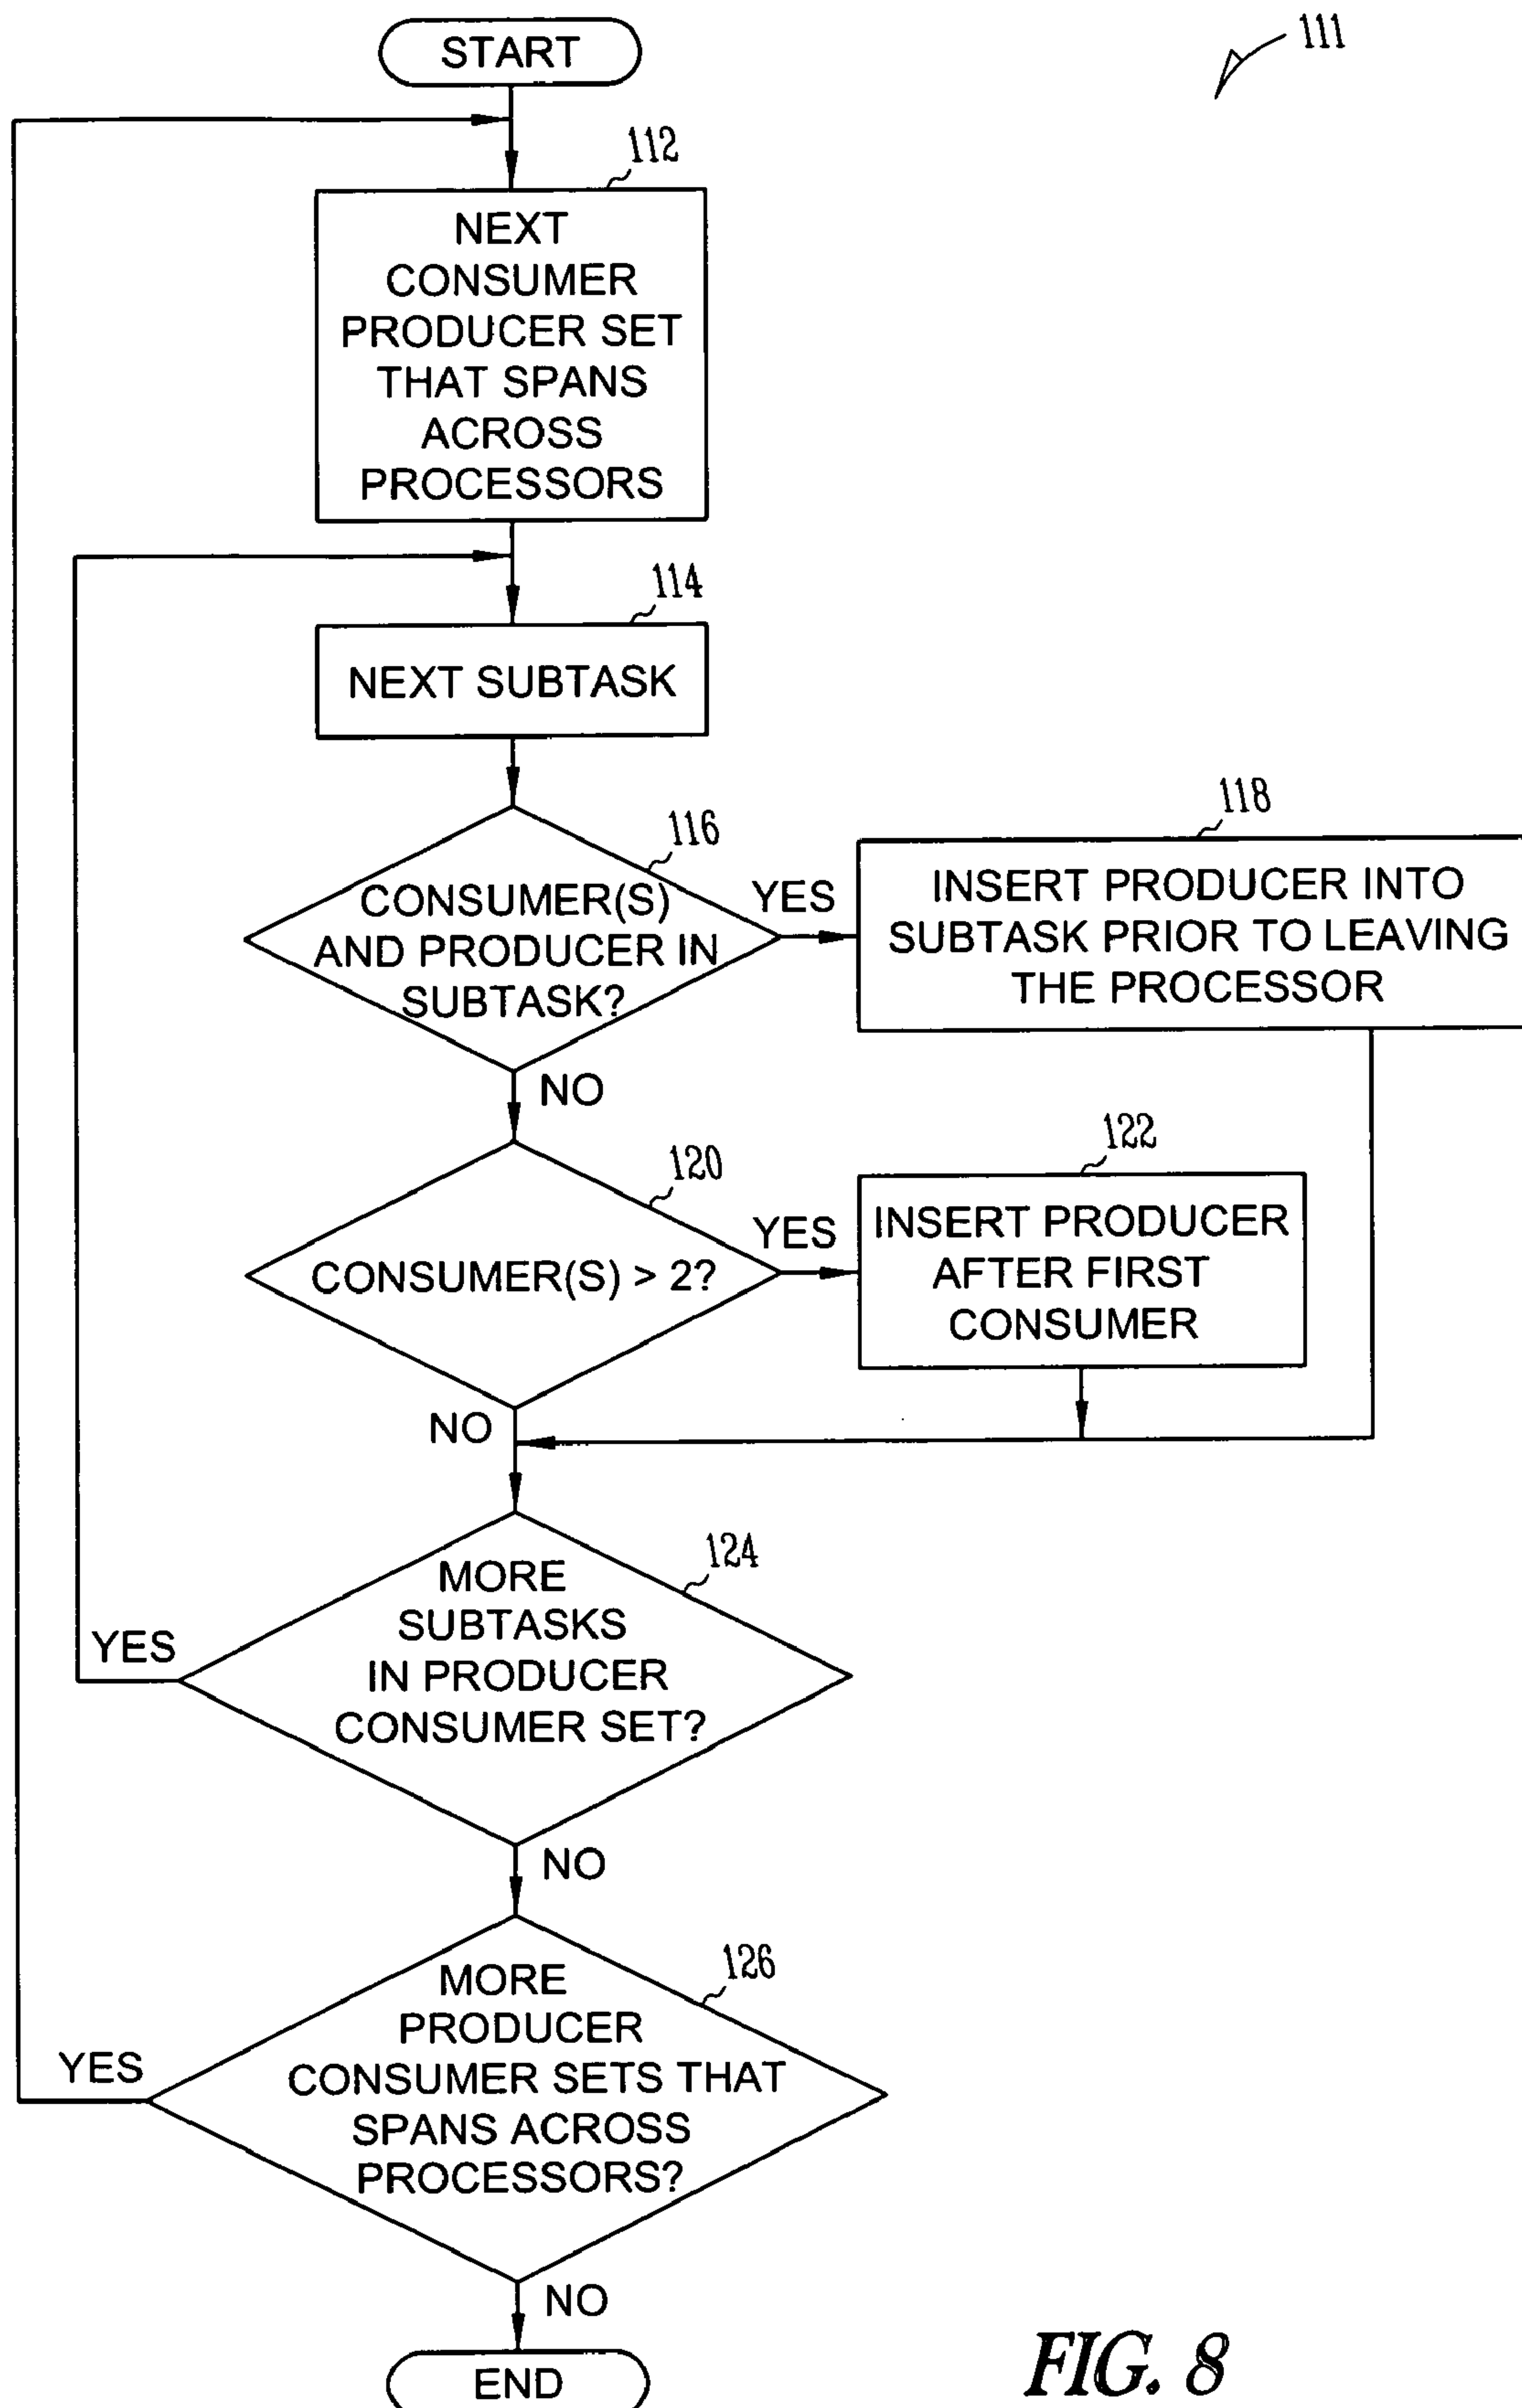 START
111
112
NEXT
CONSUMER
PRODUCER SET
THAT SPANS
ACROSS
PROCESSORS
114
NEXT SUBTASK
116
CONSUMER(S)
AND PRODUCER IN
SUBTASK?
YES
118
INSERT PRODUCER INTO
SUBTASK PRIOR TO LEAVING
THE PROCESSOR
NO
120
CONSUMER(S) > 2?
YES
122
INSERT PRODUCER
AFTER FIRST
CONSUMER
NO
124
MORE
SUBTASKS
IN PRODUCER
CONSUMER SET?
YES
NO
126
MORE
PRODUCER
CONSUMER SETS THAT
SPANS ACROSS
PROCESSORS?
YES
NO
END
FIG. 8